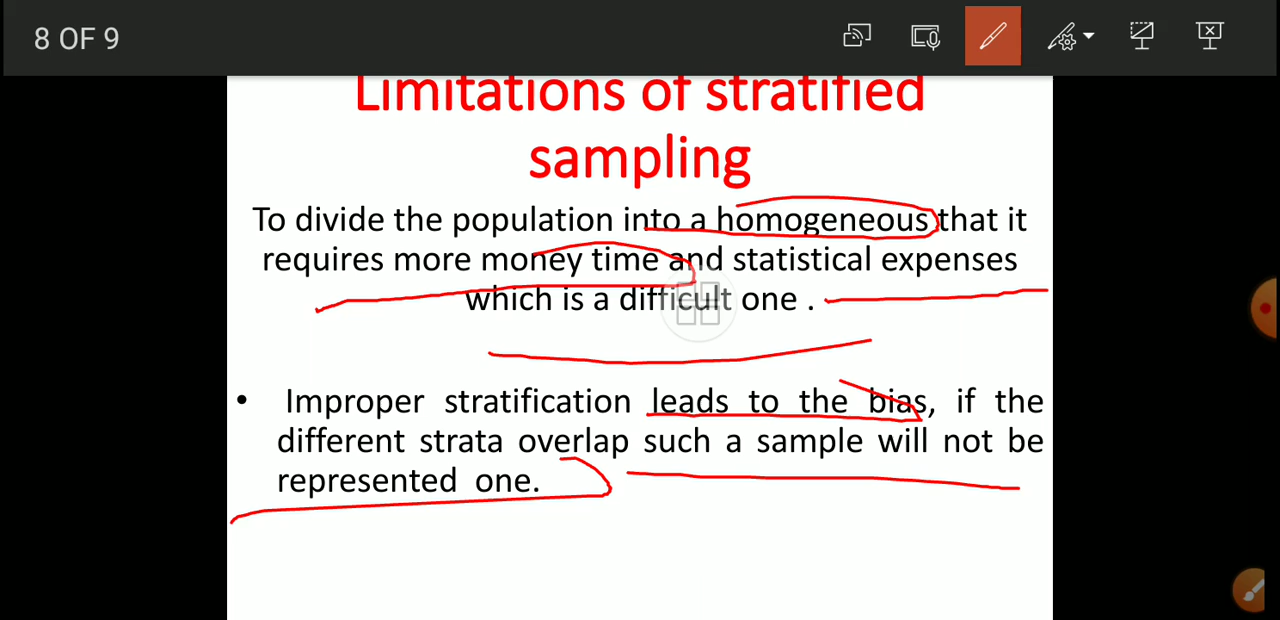 8 OF 9
Limitations of stratified
sampling
To divide the population into a homogeneous that it
requires more money time and statistical expenses
which is a difficult one .
• Improper stratification leads to the bias, if the
different strata overlap such a sample will not be
represented one.